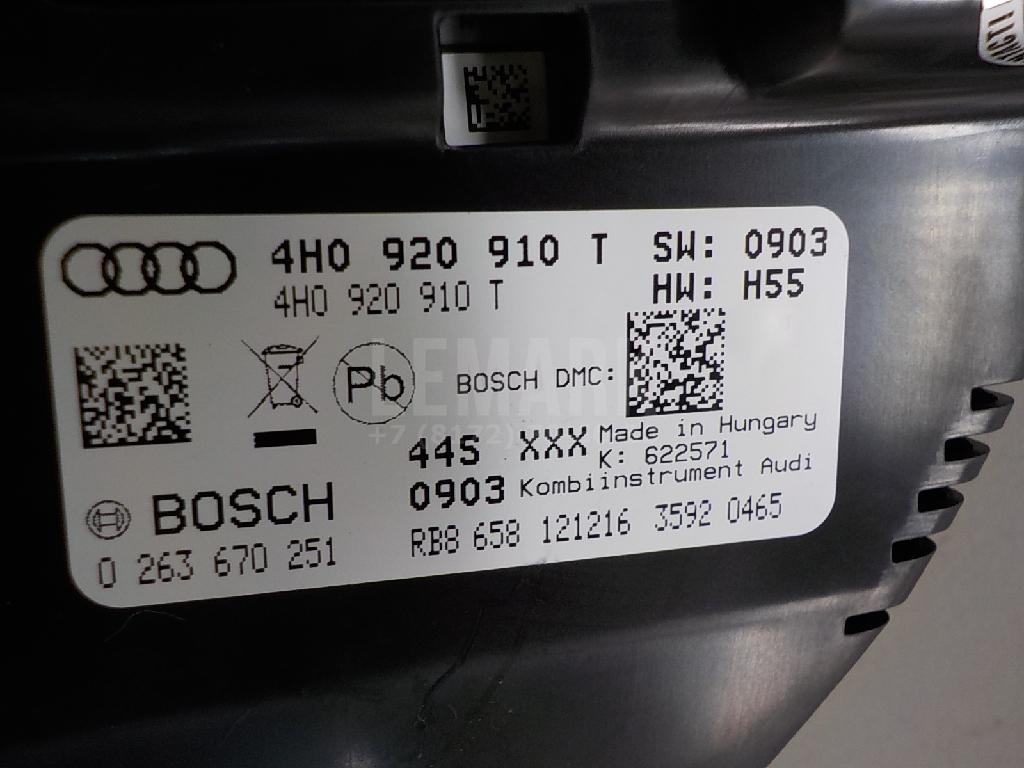 4H0 920 910 T SW: 0903
4H0 920 910 T HW: H55
Pb BOSCH DMC:
44S XXX Made in Hungary
K: 622571
BOSCH 0903 Kombiinstrument Audi
0 263 670 251 RB8 658 121216 3592 0465